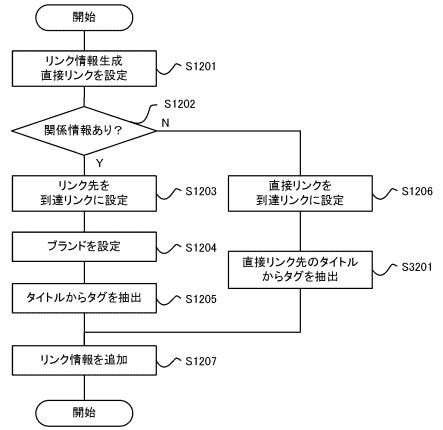 開始
リンク情報生成
直接リンクを設定
S1201
S1202
関係情報あり？
N
Y
リンク先を
到達リンクに設定
S1203
直接リンクを
到達リンクに設定
S1206
ブランドを設定
S1204
直接リンク先のタイトル
からタグを抽出
S3201
タイトルからタグを抽出
S1205
リンク情報を追加
S1207
開始